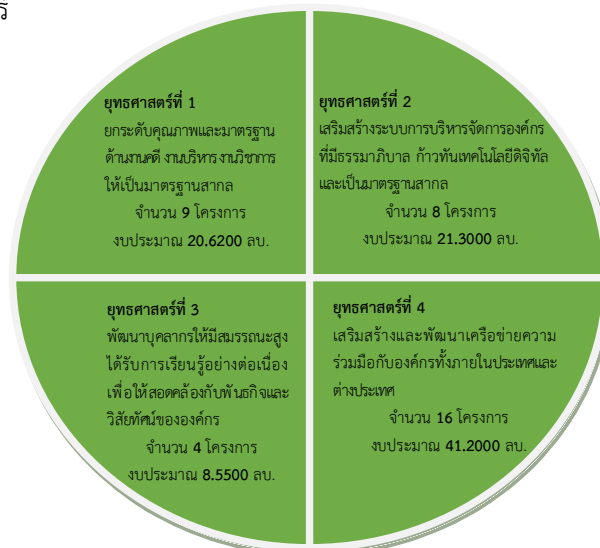 ร
ยุทธศาสตร์ที่ 1
ยกระดับคุณภาพและมาตรฐาน
ด้านงานคดี งานบริหาร งานวิชาการ
ให้เป็นมาตรฐานสากล
จำนวน 9 โครงการ
งบประมาณ 20.6200 ลบ.
ยุทธศาสตร์ที่ 2
เสริมสร้างระบบการบริหารจัดการองค์กร
ที่มีธรรมาภิบาล ก้าวทันเทคโนโลยีดิจิทัล
และเป็นมาตรฐานสากล
จำนวน 8 โครงการ
งบประมาณ 21.3000 ลบ.
ยุทธศาสตร์ที่ 3
พัฒนาบุคลากรให้มีสมรรถนะสูง
ได้รับการเรียนรู้อย่างต่อเนื่อง
เพื่อให้สอดคล้องกับพันธกิจและ
วิสัยทัศน์ขององค์กร
จำนวน 4 โครงการ
งบประมาณ 8.5500 ลบ.
ยุทธศาสตร์ที่ 4
เสริมสร้างและพัฒนาเครือข่ายความ
ร่วมมือกับองค์กรทั้งภายในประเทศและ
ต่างประเทศ
จำนวน 16 โครงการ
งบประมาณ 41.2000 ลบ.